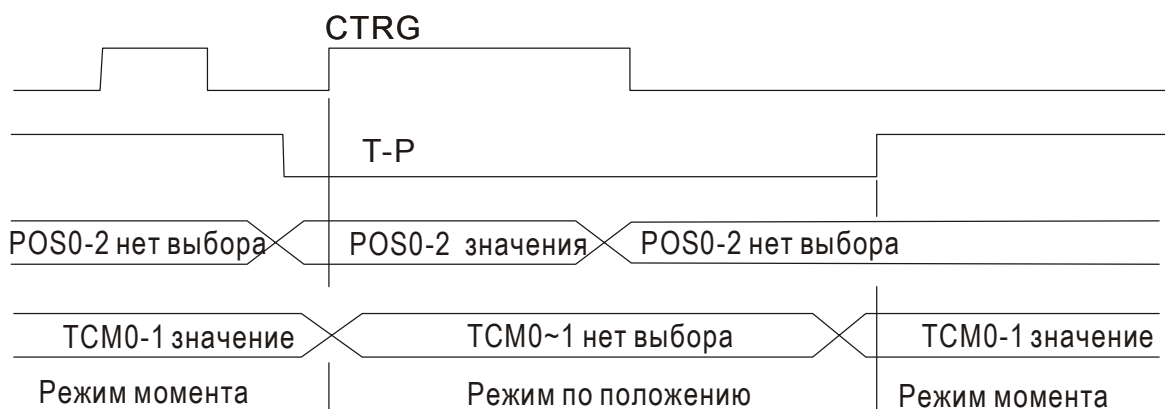 CTRG
T-P
POS0-2 нет выбора POS0-2 значения POS0-2 нет выбора
TCM0-1 значение TCM0~1 нет выбора TCM0-1 значение
Режим момента Режим по положению Режим момента